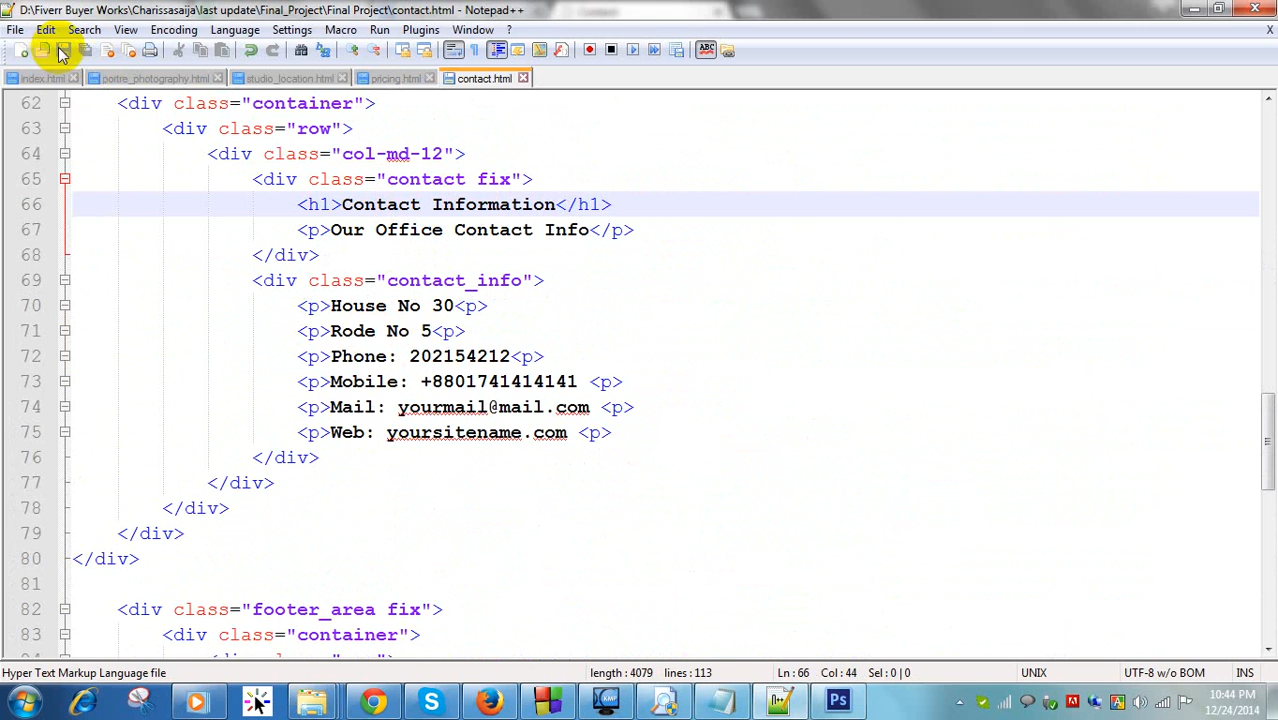 D:\Fiverr Buyer Works\Charissasaija\last update\Final_Project\Final Project\contact.html - Notepad++
File Edit Search View Encoding Language Settings Macro Run Plugins Window ? X
index.html portre_photography.html studio_location.html pricing.html contact.html
62 <div class="container">
63 <div class="row">
64 <div class="col-md-12">
65 <div class="contact fix">
66 <h1>Contact Information</h1>
67 <p>Our Office Contact Info</p>
68 </div>
69 <div class="contact_info">
70 <p>House No 30<p>
71 <p>Rode No 5<p>
72 <p>Phone: 202154212<p>
73 <p>Mobile: +8801741414141 <p>
74 <p>Mail: yourmail@mail.com <p>
75 <p>Web: yoursitename.com <p>
76 </div>
77 </div>
78 </div>
79 </div>
80 </div>
81
82 <div class="footer_area fix">
83 <div class="container">
Hyper Text Markup Language file length : 4079 lines : 113 Ln : 66 Col : 44 Sel : 0 | 0 UNIX UTF-8 w/o BOM INS
10:44 PM
12/24/2014